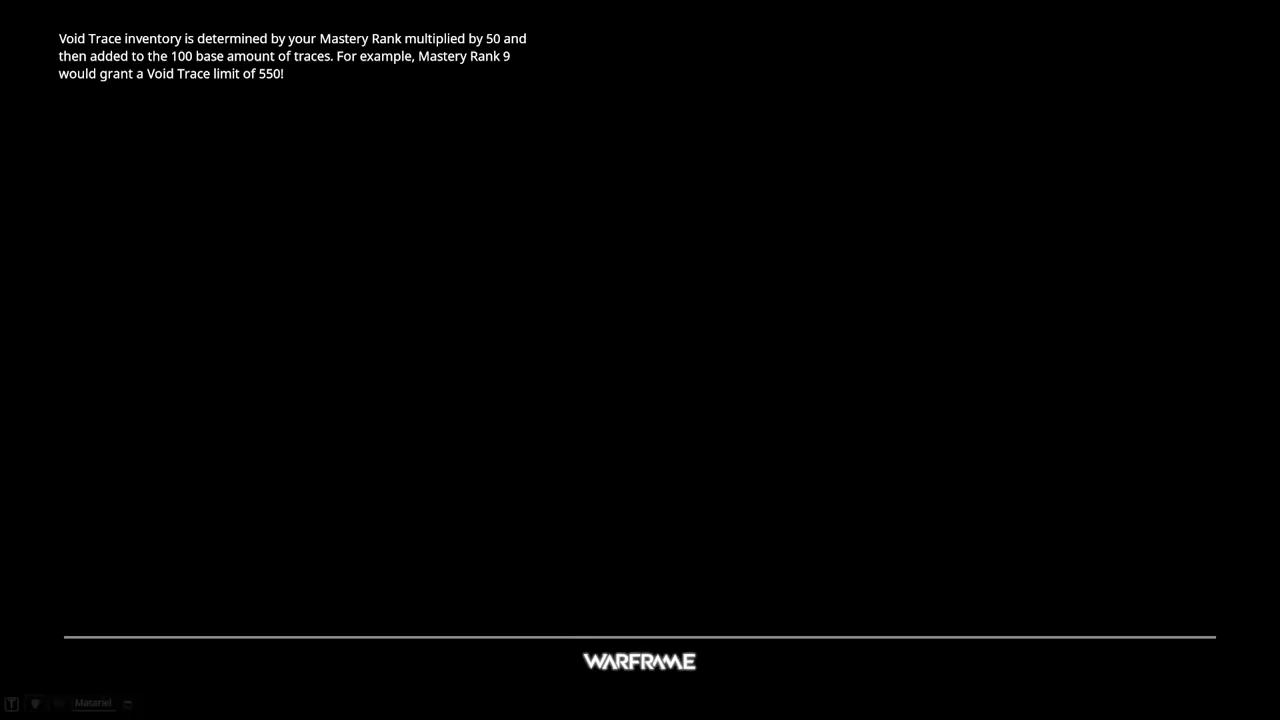 Void Trace inventory is determined by your Mastery Rank multiplied by 50 and
then added to the 100 base amount of traces. For example, Mastery Rank 9
would grant a Void Trace limit of 550!
WARFRAME
T
Matariel